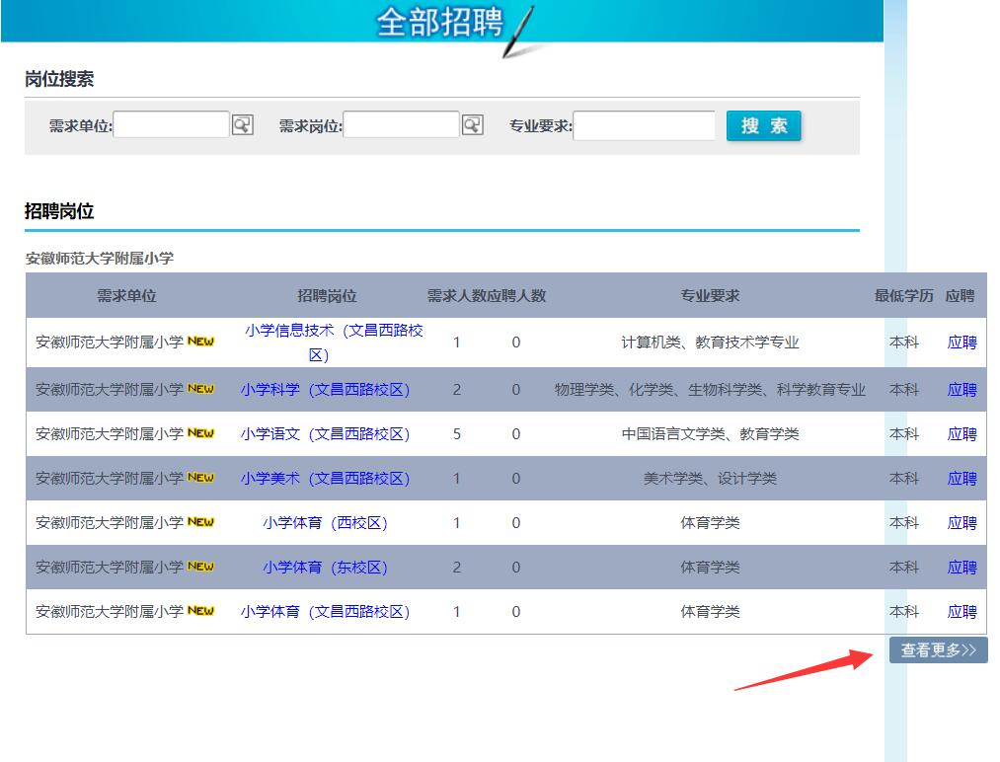 全部招聘
岗位搜索
需求单位: 需求岗位: 专业要求: 搜 索
招聘岗位
安徽师范大学附属小学
需求单位 招聘岗位 需求人数 应聘人数 专业要求 最低学历 应聘
安徽师范大学附属小学 NEW 小学信息技术（文昌西路校区） 1 0 计算机类、教育技术学专业 本科 应聘
安徽师范大学附属小学 NEW 小学科学（文昌西路校区） 2 0 物理学类、化学类、生物科学类、科学教育专业 本科 应聘
安徽师范大学附属小学 NEW 小学语文（文昌西路校区） 5 0 中国语言文学类、教育学类 本科 应聘
安徽师范大学附属小学 NEW 小学美术（文昌西路校区） 1 0 美术学类、设计学类 本科 应聘
安徽师范大学附属小学 NEW 小学体育（西校区） 1 0 体育学类 本科 应聘
安徽师范大学附属小学 NEW 小学体育（东校区） 2 0 体育学类 本科 应聘
安徽师范大学附属小学 NEW 小学体育（文昌西路校区） 1 0 体育学类 本科 应聘
查看更多>>